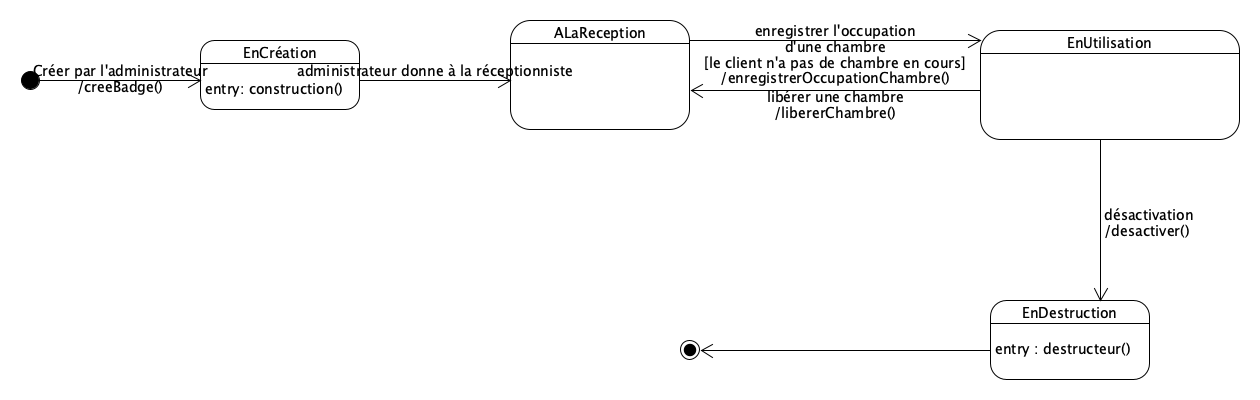 Créer par l'administrateur
/creeBadge()
EnCréation
entry: construction()
administrateur donne à la réceptionniste
ALaReception
enregistrer l'occupation
d'une chambre
[le client n'a pas de chambre en cours]
/enregistrerOccupationChambre()
libérer une chambre
/libererChambre()
EnUtilisation
désactivation
/desactiver()
EnDestruction
entry : destructeur()